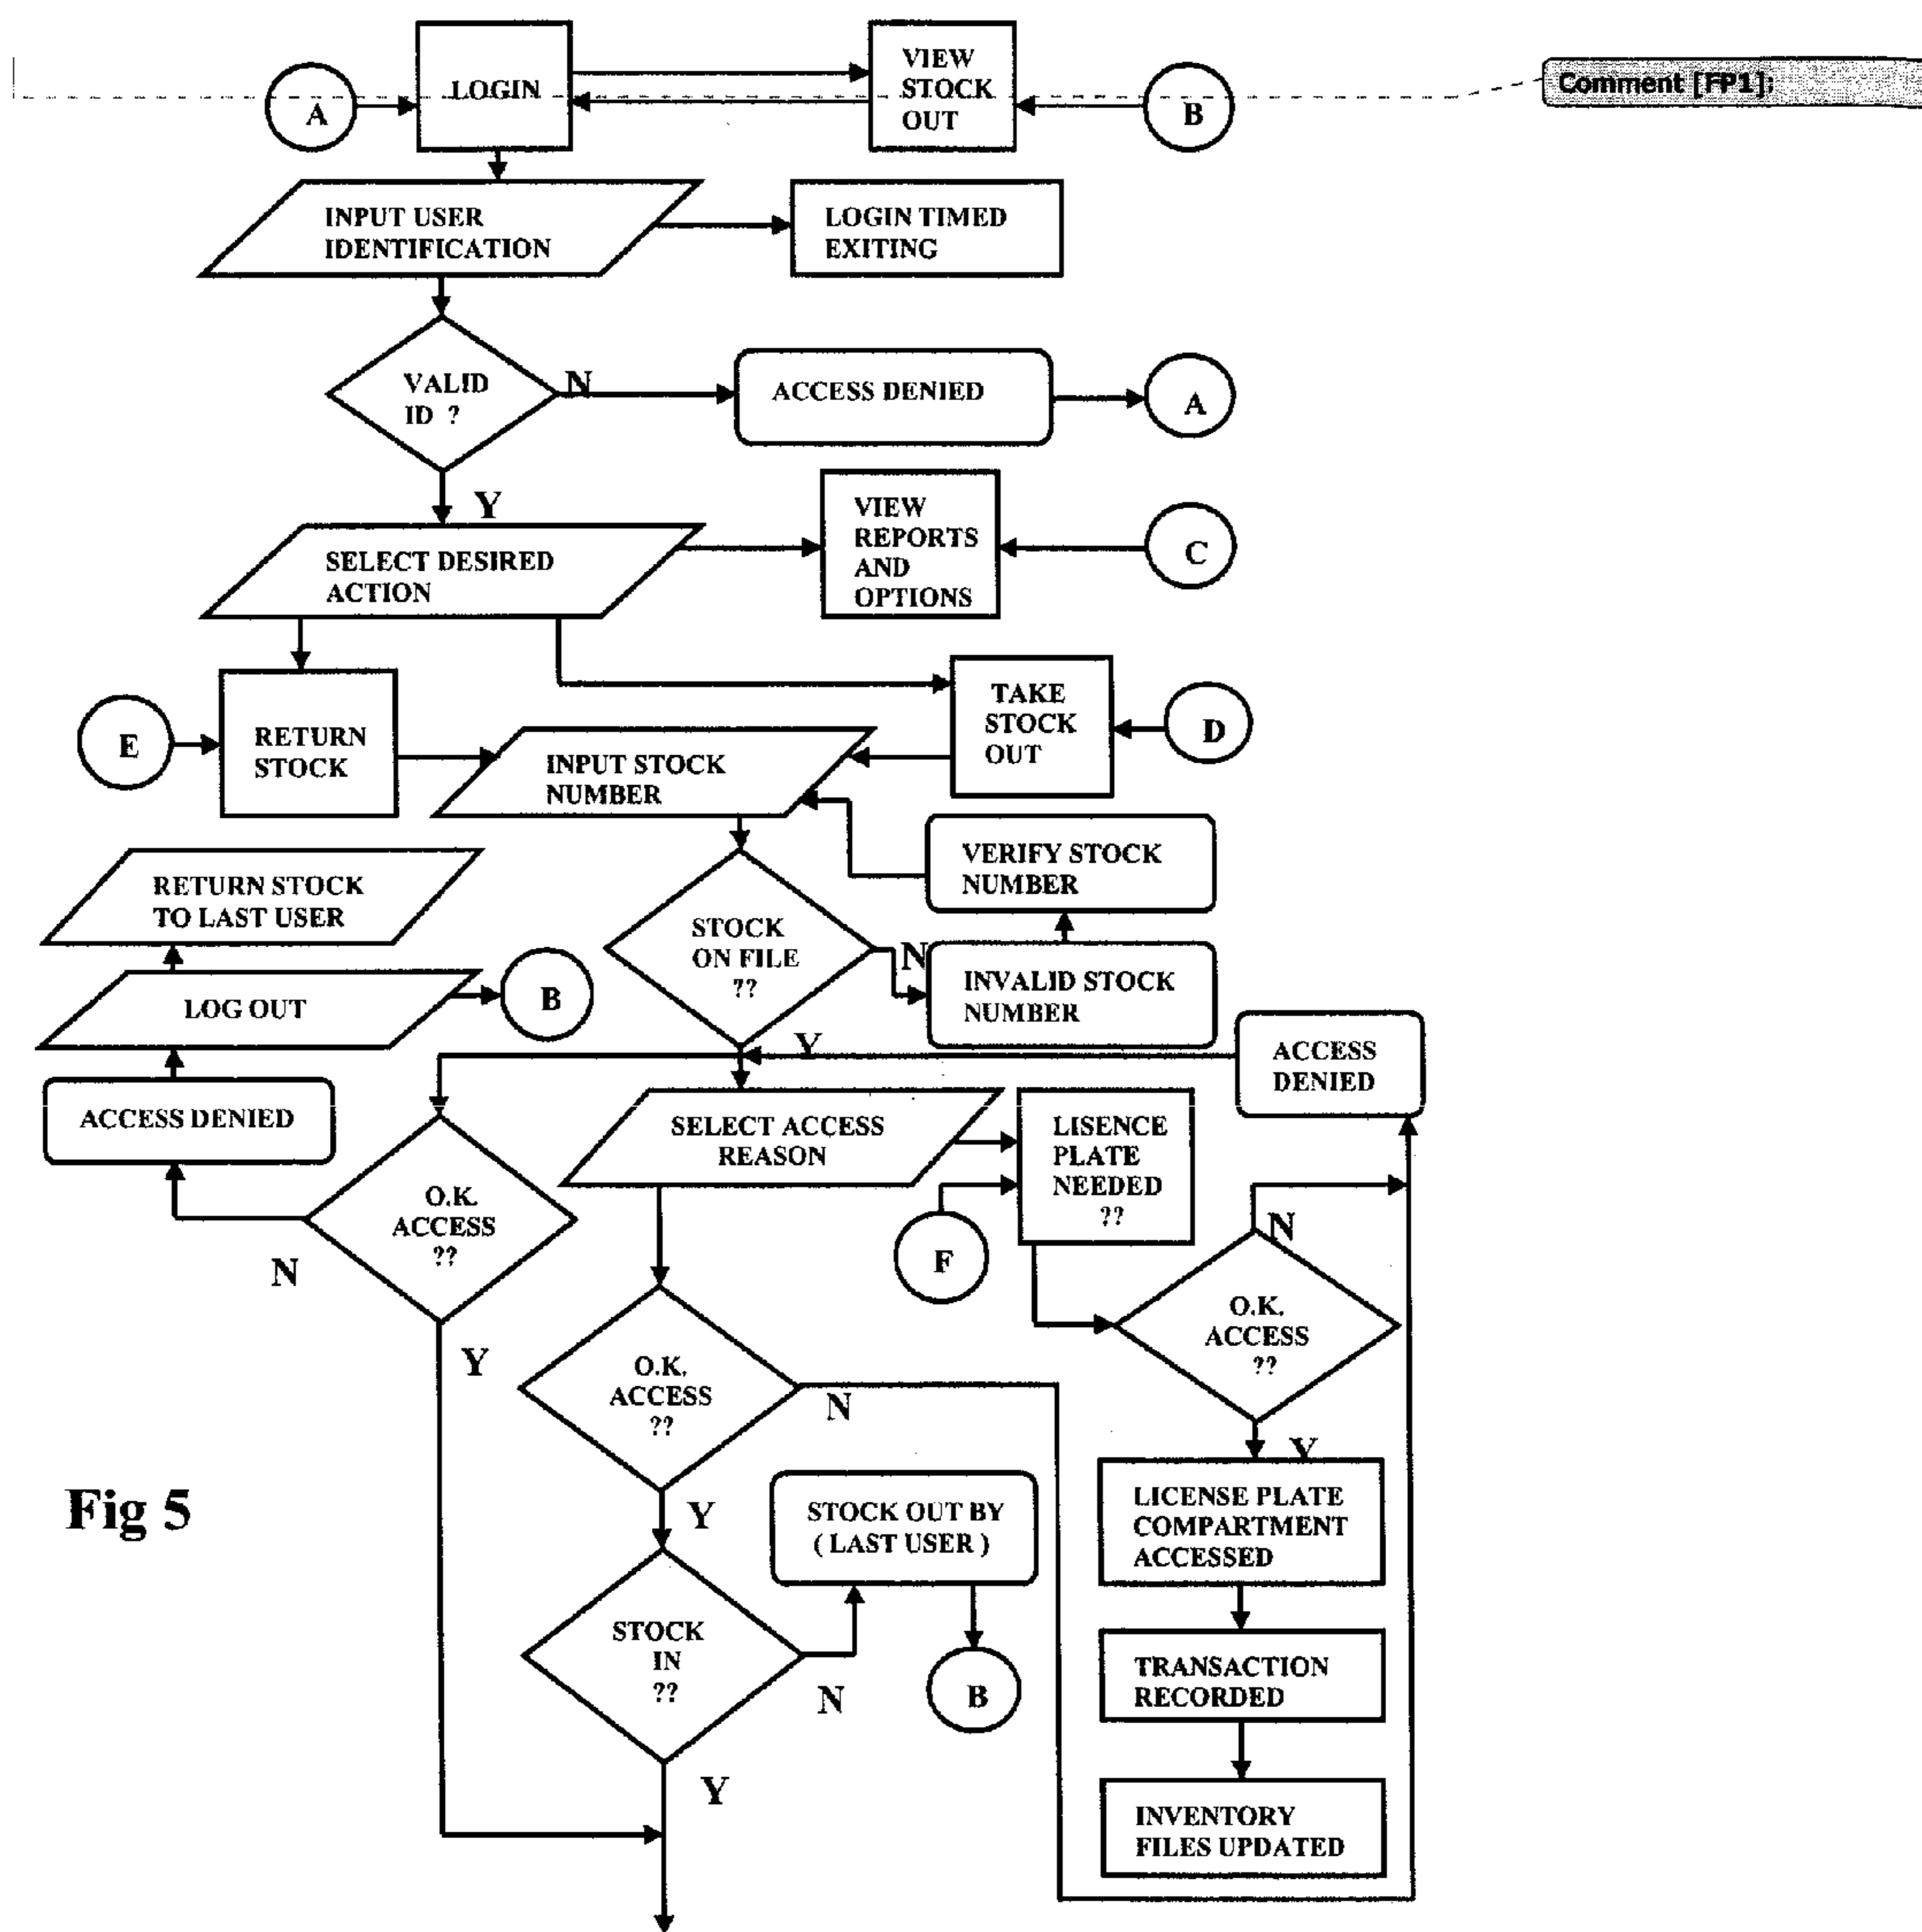 LOGIN
VIEW
STOCK
OUT
A
B
Comment [FP1]:
INPUT USER
IDENTIFICATION
LOGIN TIMED
EXITING
VALID
ID ?
N
ACCESS DENIED
A
Y
SELECT DESIRED
ACTION
VIEW
REPORTS
AND
OPTIONS
C
E
RETURN
STOCK
INPUT STOCK
NUMBER
TAKE
STOCK
OUT
D
RETURN STOCK
TO LAST USER
STOCK
ON FILE
??
N
VERIFY STOCK
NUMBER
INVALID STOCK
NUMBER
LOG OUT
B
Y
ACCESS
DENIED
ACCESS DENIED
SELECT ACCESS
REASON
LISENCE
PLATE
NEEDED
??
O.K.
ACCESS
??
N
F
N
O.K.
ACCESS
??
Y
O.K.
ACCESS
??
N
Y
Fig 5
Y
STOCK OUT BY
( LAST USER )
LICENSE PLATE
COMPARTMENT
ACCESSED
STOCK
IN
??
N
B
TRANSACTION
RECORDED
Y
INVENTORY
FILES UPDATED